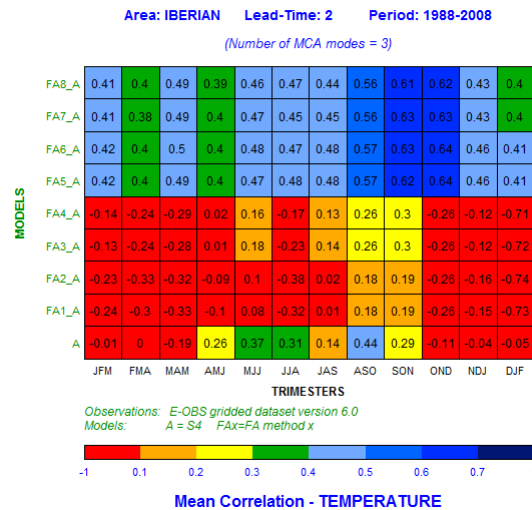 Area: IBERIAN Lead-Time: 2 Period: 1988-2008
(Number of MCA modes = 3)
FA8_A 0.41 0.4 0.49 0.39 0.46 0.47 0.44 0.56 0.61 0.62 0.43 0.4
FA7_A 0.41 0.38 0.49 0.4 0.47 0.45 0.45 0.56 0.63 0.63 0.43 0.4
FA6_A 0.42 0.4 0.5 0.4 0.48 0.47 0.48 0.57 0.63 0.64 0.46 0.41
FA5_A 0.42 0.4 0.49 0.4 0.47 0.48 0.48 0.57 0.62 0.64 0.46 0.41
FA4_A -0.14 -0.24 -0.29 0.02 0.16 -0.17 0.13 0.26 0.3 -0.26 -0.12 -0.71
FA3_A -0.13 -0.24 -0.28 0.01 0.18 -0.23 0.14 0.26 0.3 -0.26 -0.12 -0.72
FA2_A -0.23 -0.33 -0.32 -0.09 0.1 -0.38 0.02 0.18 0.19 -0.26 -0.16 -0.74
FA1_A -0.24 -0.3 -0.33 -0.1 0.08 -0.32 0.01 0.18 0.19 -0.26 -0.15 -0.73
A -0.01 0 -0.19 0.26 0.37 0.31 0.14 0.44 0.29 -0.11 -0.04 -0.05
MODELS
JFM FMA MAM AMJ MJJ JJA JAS ASO SON OND NDJ DJF
TRIMESTERS
Observations: E-OBS gridded dataset version 6.0
Models: A = S4 FAx=FA method x
-1 0.1 0.2 0.3 0.4 0.5 0.6 0.7
Mean Correlation - TEMPERATURE